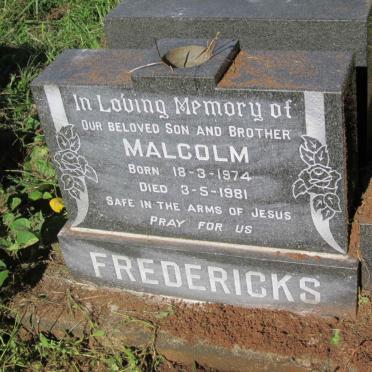 In Loving Memory of
OUR BELOVED SON AND BROTHER
MALCOLM
BORN 18-3-1974
DIED 3-5-1981
SAFE IN THE ARMS OF JESUS
PRAY FOR US
FREDERICKS